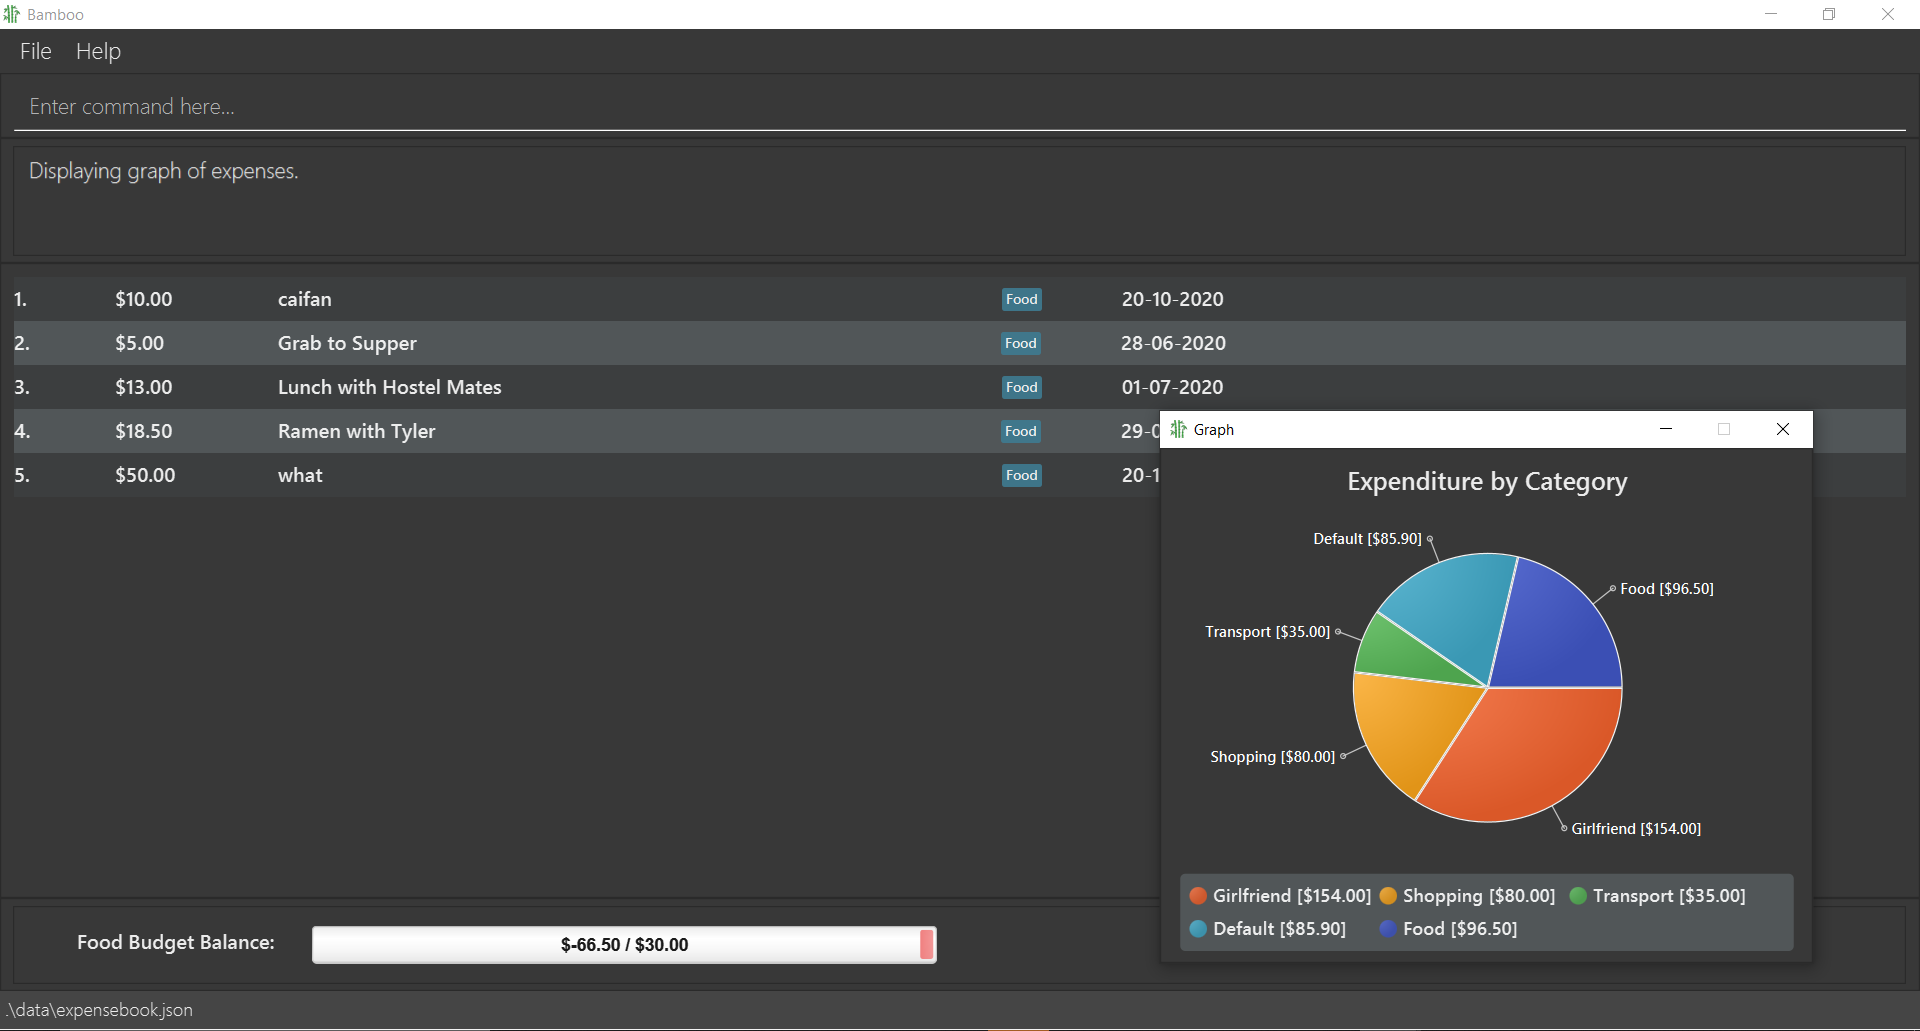 Bamboo
File Help
Enter command here...
Displaying graph of expenses.
1. $10.00 caifan Food 20-10-2020
2. $5.00 Grab to Supper Food 28-06-2020
3. $13.00 Lunch with Hostel Mates Food 01-07-2020
4. $18.50 Ramen with Tyler Food 29-0
5. $50.00 what Food 20-1
Graph
Expenditure by Category
Default [$85.90]
Food [$96.50]
Transport [$35.00]
Shopping [$80.00]
Girlfriend [$154.00]
Girlfriend [$154.00] Shopping [$80.00] Transport [$35.00]
Default [$85.90] Food [$96.50]
Food Budget Balance: $-66.50 / $30.00
.\data\expensebook.json